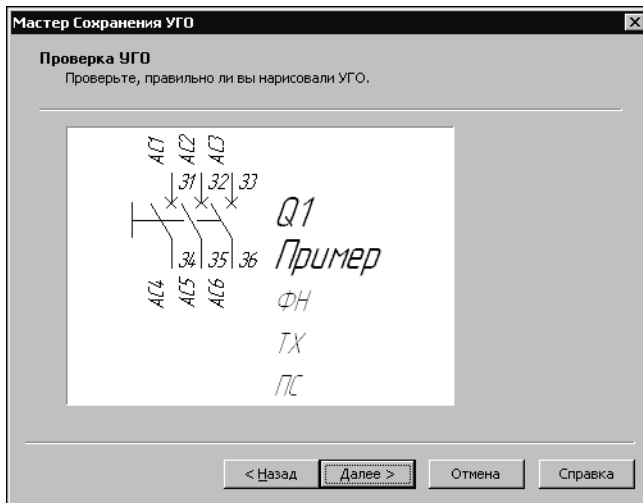 Мастер Сохранения УГО
Проверка УГО
Проверьте, правильно ли вы нарисовали УГО.
АС1 АС2 АС3
31 32 33
Q1
34 35 36
Пример
АС4 АС5 АС6
ФН
ТХ
ПС
< Назад Далее > Отмена Справка